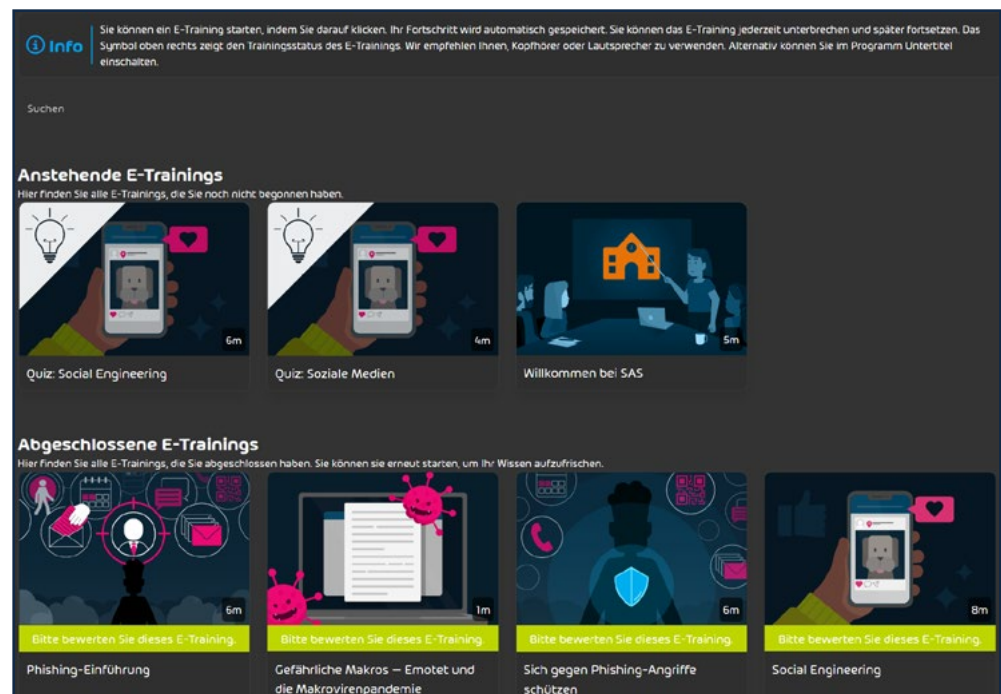 Sie können ein E-Training starten, indem Sie darauf klicken. Ihr Fortschritt wird automatisch gespeichert. Sie können das E-Training jederzeit unterbrechen und später fortsetzen. Das
Info
Symbol oben rechts zeigt den Trainingsstatus des E-Trainings. Wir empfehlen Ihnen, Kopfhörer oder Lautsprecher zu verwenden. Alternativ können Sie im Programm Untertitel
einschalten.
Suchen
Anstehende E-Trainings
Hier finden Sie alle E-Trainings, die Sie noch nicht begonnen haben.
6m
4m
5m
Quiz: Social Engineering
Quiz: Soziale Medien
Willkommen bei SAS
Abgeschlossene E-Trainings
Hier finden Sie alle E-Trainings, die Sie abgeschlossen haben. Sie können sie erneut starten, um Ihr Wissen aufzufrischen.
6m
1m
6m
8m
Bitte bewerten Sie dieses E-Training.
Bitte bewerten Sie dieses E-Training.
Bitte bewerten Sie dieses E-Training.
Bitte bewerten Sie dieses E-Training.
Phishing-Einführung
Gefährliche Makros — Emotet und
die Makrovirenpandemie
Sich gegen Phishing-Angriffe
schützen
Social Engineering